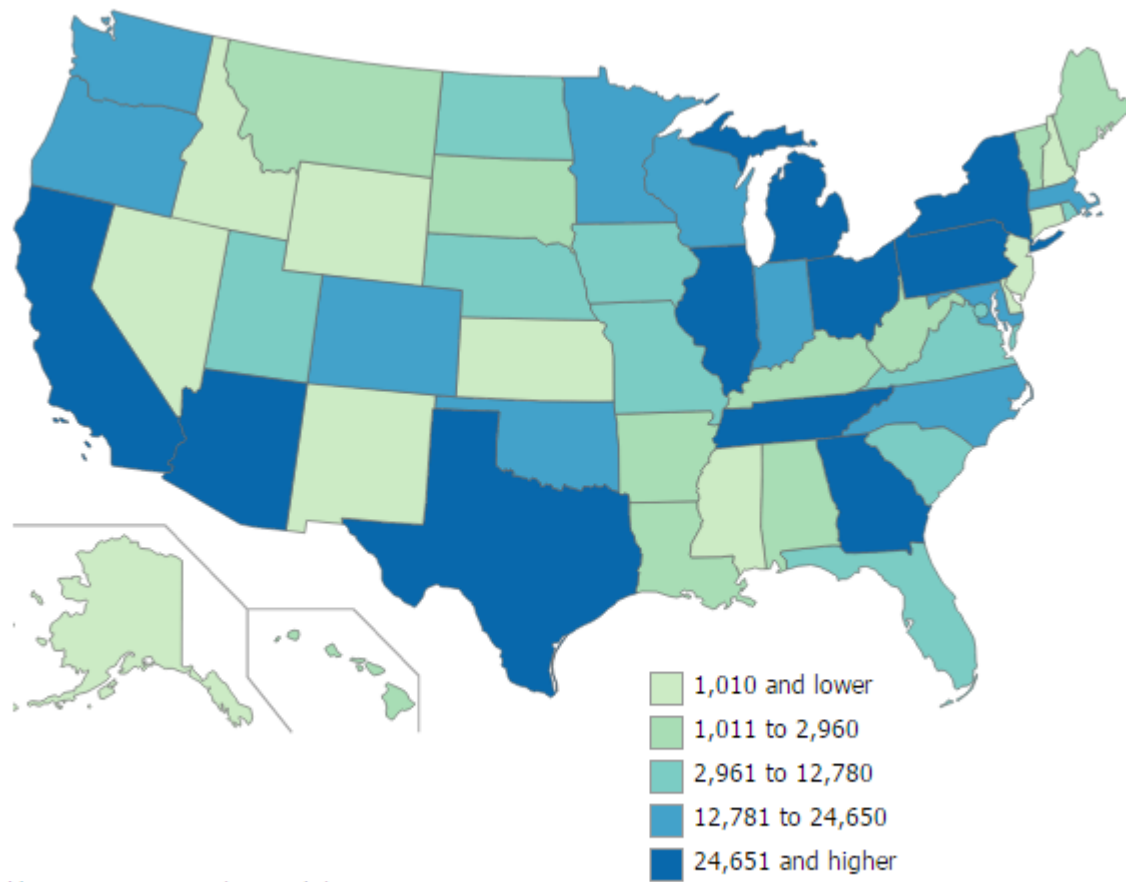 1,010 and lower
1,011 to 2,960
2,961 to 12,780
12,781 to 24,650
24,651 and higher